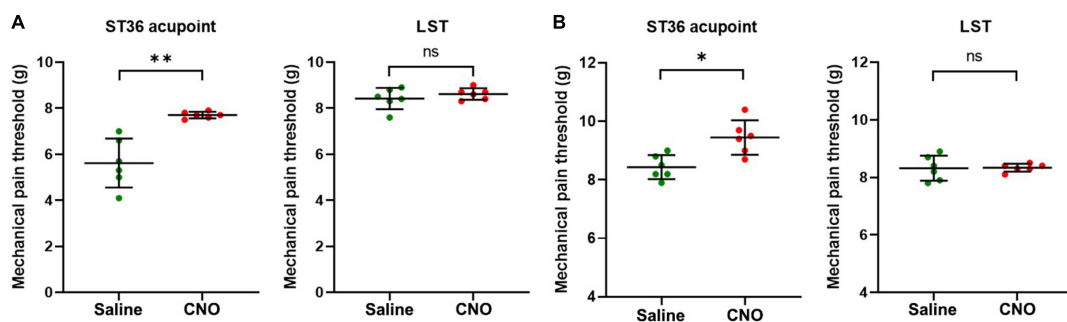 A
ST36 acupoint
**
Mechanical pain threshold (g)
10
8
6
4
2
0
Saline CNO
LST
ns
Mechanical pain threshold (g)
10
8
6
4
2
0
Saline CNO
B
ST36 acupoint
*
Mechanical pain threshold (g)
12
10
8
6
4
Saline CNO
LST
ns
Mechanical pain threshold (g)
12
10
8
6
4
Saline CNO